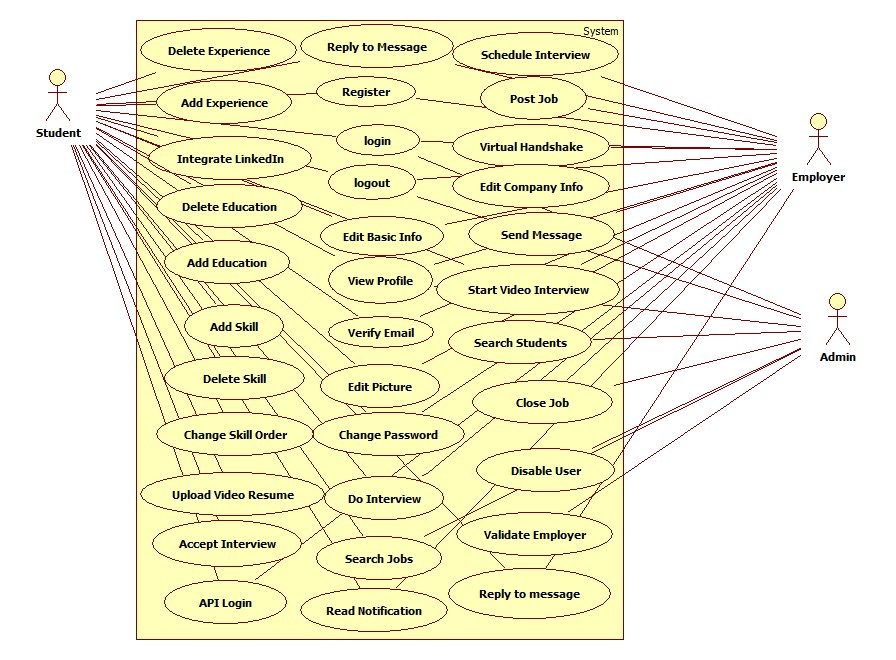 System
Delete Experience
Reply to Message
Schedule Interview
Add Experience
Register
Post Job
Student
login
Virtual Handshake
Employer
Integrate LinkedIn
logout
Edit Company Info
Delete Education
Edit Basic Info
Send Message
Add Education
View Profile
Start Video Interview
Add Skill
Verify Email
Search Students
Admin
Delete Skill
Edit Picture
Close Job
Change Skill Order
Change Password
Disable User
Upload Video Resume
Do Interview
Validate Employer
Accept Interview
Search Jobs
Reply to message
API Login
Read Notification